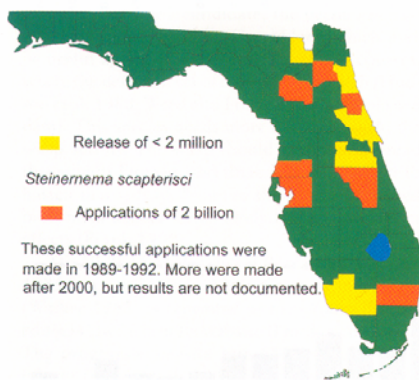 Release of < 2 million
Steinernema scapterisci
Applications of 2 billion
These successful applications were
made in 1989-1992. More were made
after 2000, but results are not documented.